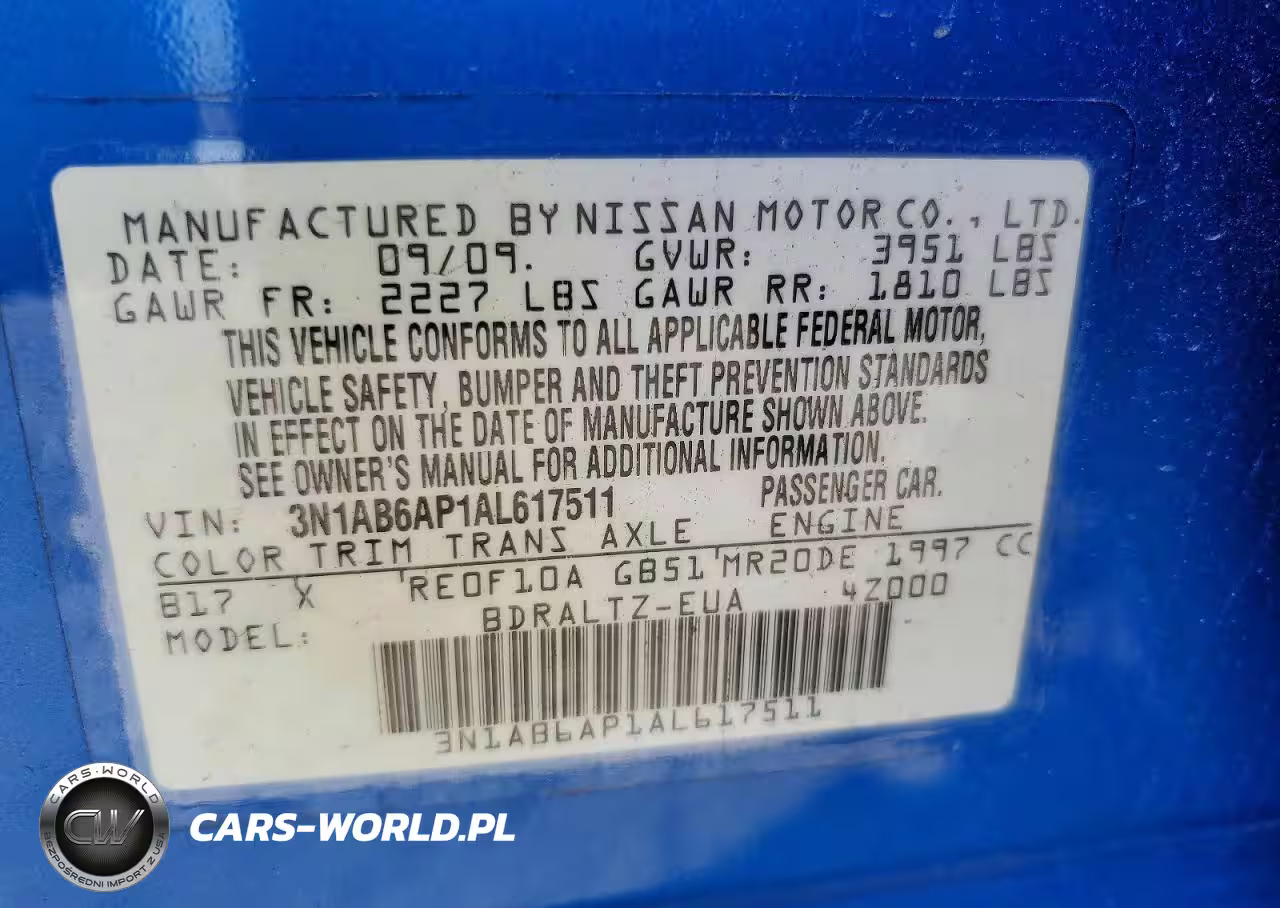 MANUFACTURED BY NISSAN MOTOR CO., LTD.
DATE: 09/09. GVWR: 3951 LBS
GAWR FR: 2227 LBS GAWR RR: 1810 LBS
THIS VEHICLE CONFORMS TO ALL APPLICABLE FEDERAL MOTOR,
VEHICLE SAFETY, BUMPER AND THEFT PREVENTION STANDARDS
IN EFFECT ON THE DATE OF MANUFACTURE SHOWN ABOVE.
SEE OWNER'S MANUAL FOR ADDITIONAL INFORMATION.
VIN: 3N1AB6AP1AL617511 PASSENGER CAR.
COLOR TRIM TRANS AXLE ENGINE
B17 X RE0F10A GB51 MR20DE 1997 CC
MODEL: BDRALTZ-EUA 4Z000
3N1AB6AP1AL617511
CARS-WORLD
CW
BEZPOŚREDNI IMPORT Z USA
CARS-WORLD.PL